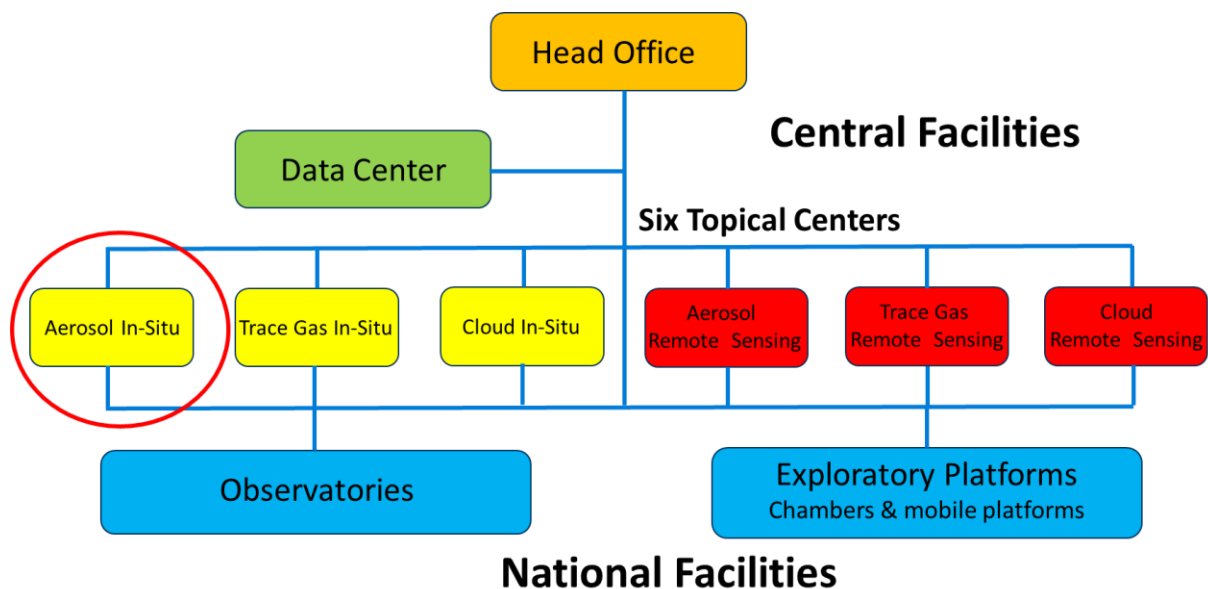 Head Office
Central Facilities
Data Center
Six Topical Centers
Aerosol In-Situ
Trace Gas In-Situ
Cloud In-Situ
Aerosol
Remote Sensing
Trace Gas
Remote Sensing
Cloud
Remote Sensing
Observatories
Exploratory Platforms
Chambers & mobile platforms
National Facilities